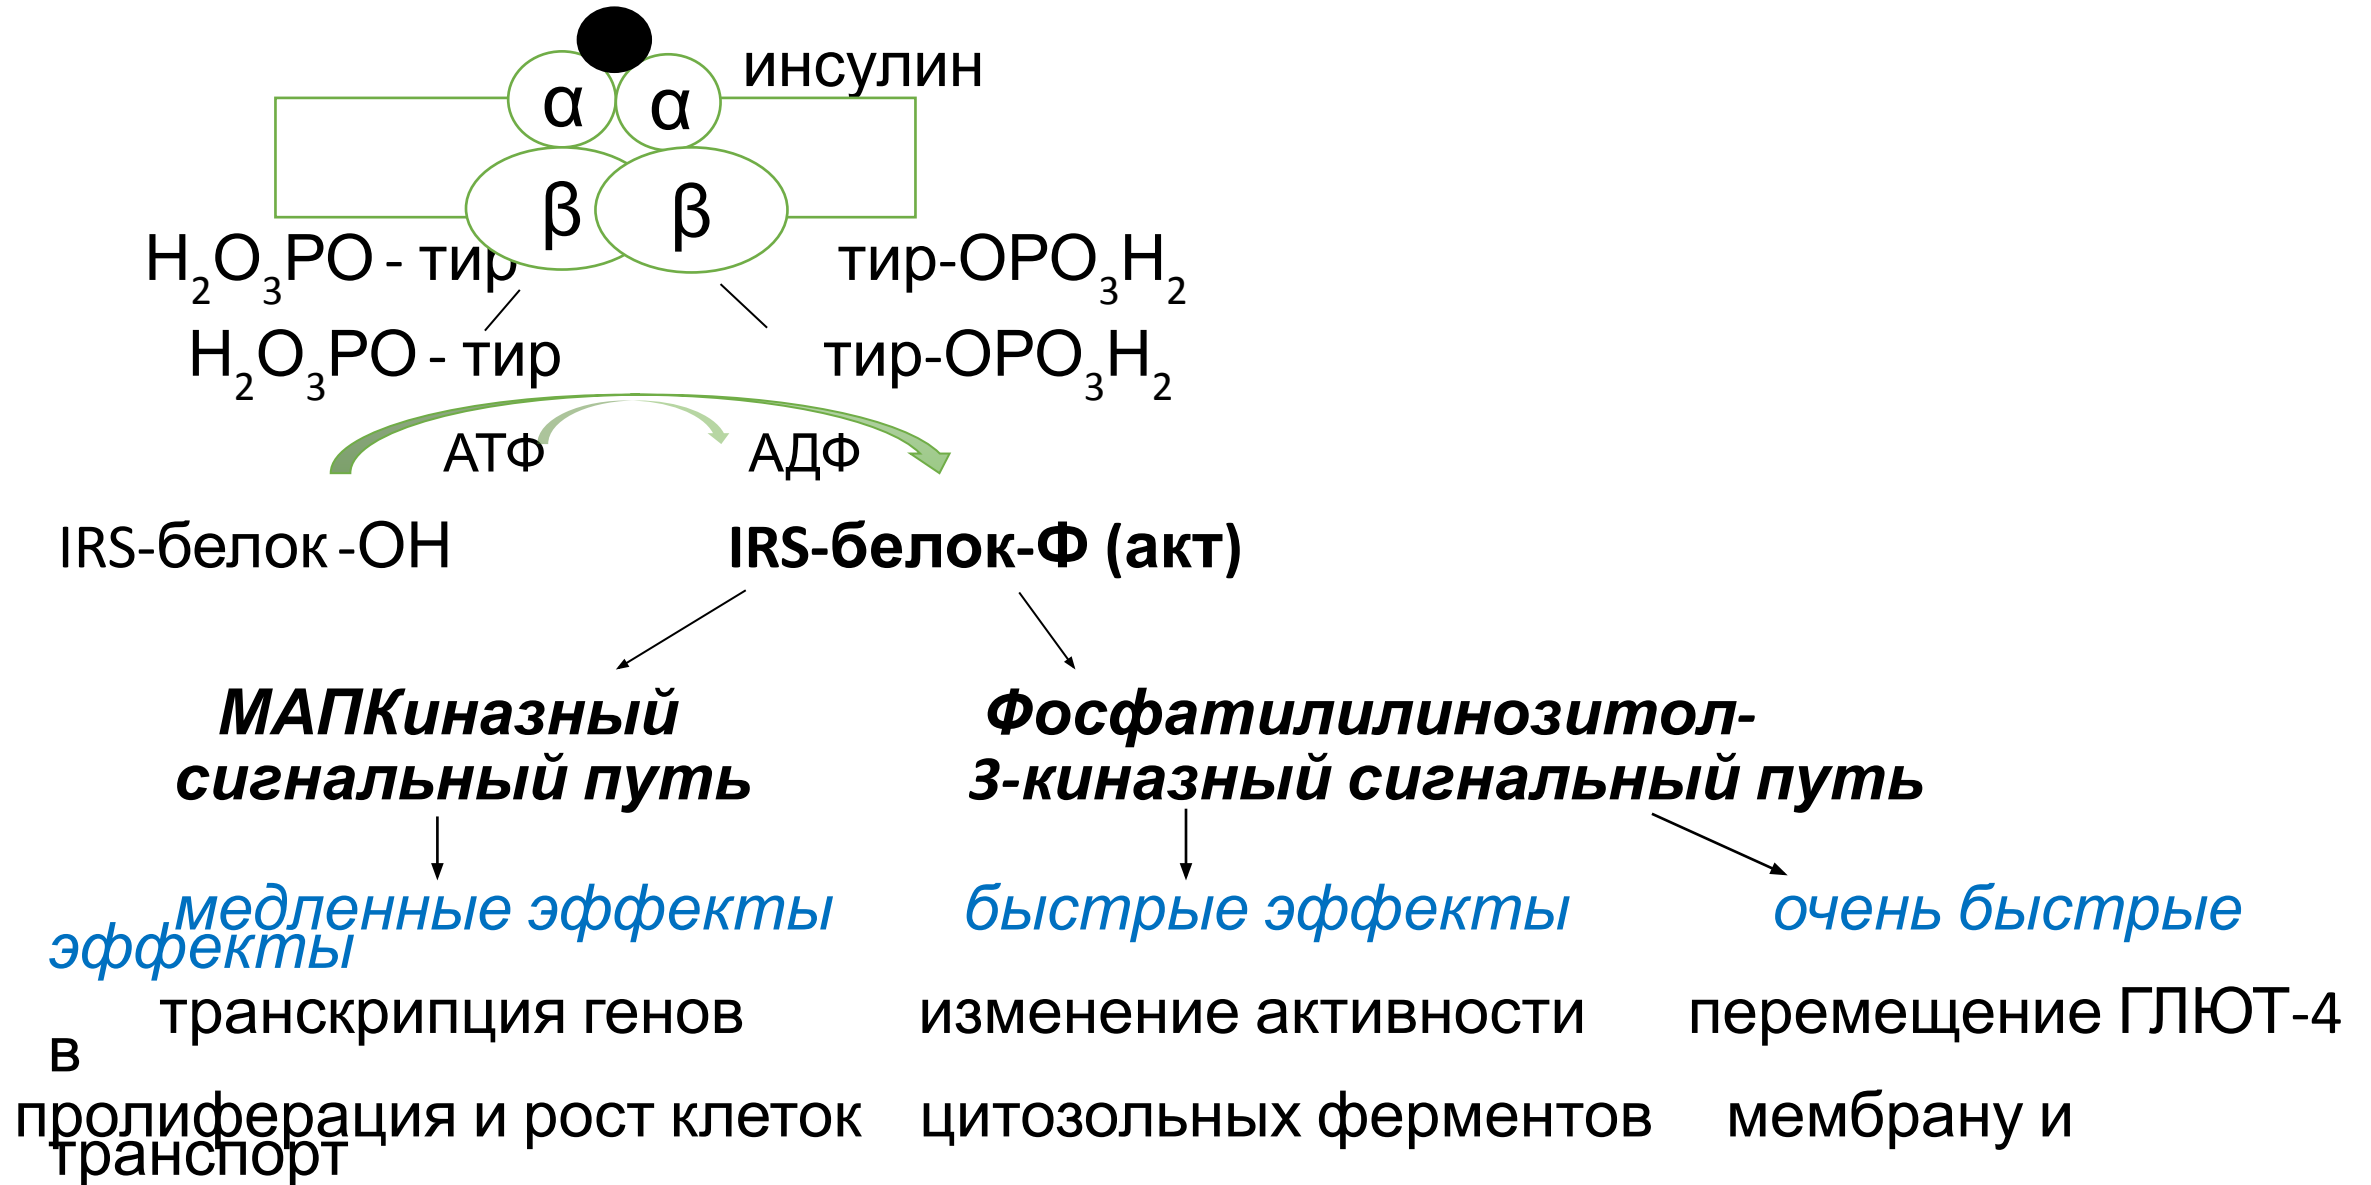 инсулин
α α
β β
H₂O₃PO - тир тир-OPO₃H₂
H₂O₃PO - тир тир-OPO₃H₂
АТФ АДФ
IRS-белок -ОН IRS-белок-Ф (акт)
МАПКиназный Фосфатилилинозитол-
сигнальный путь 3-киназный сигнальный путь
медленные эффекты быстрые эффекты очень быстрые
эффекты
транскрипция генов изменение активности перемещение ГЛЮТ-4
в
пролиферация и рост клеток цитозольных ферментов мембрану и
транспорт